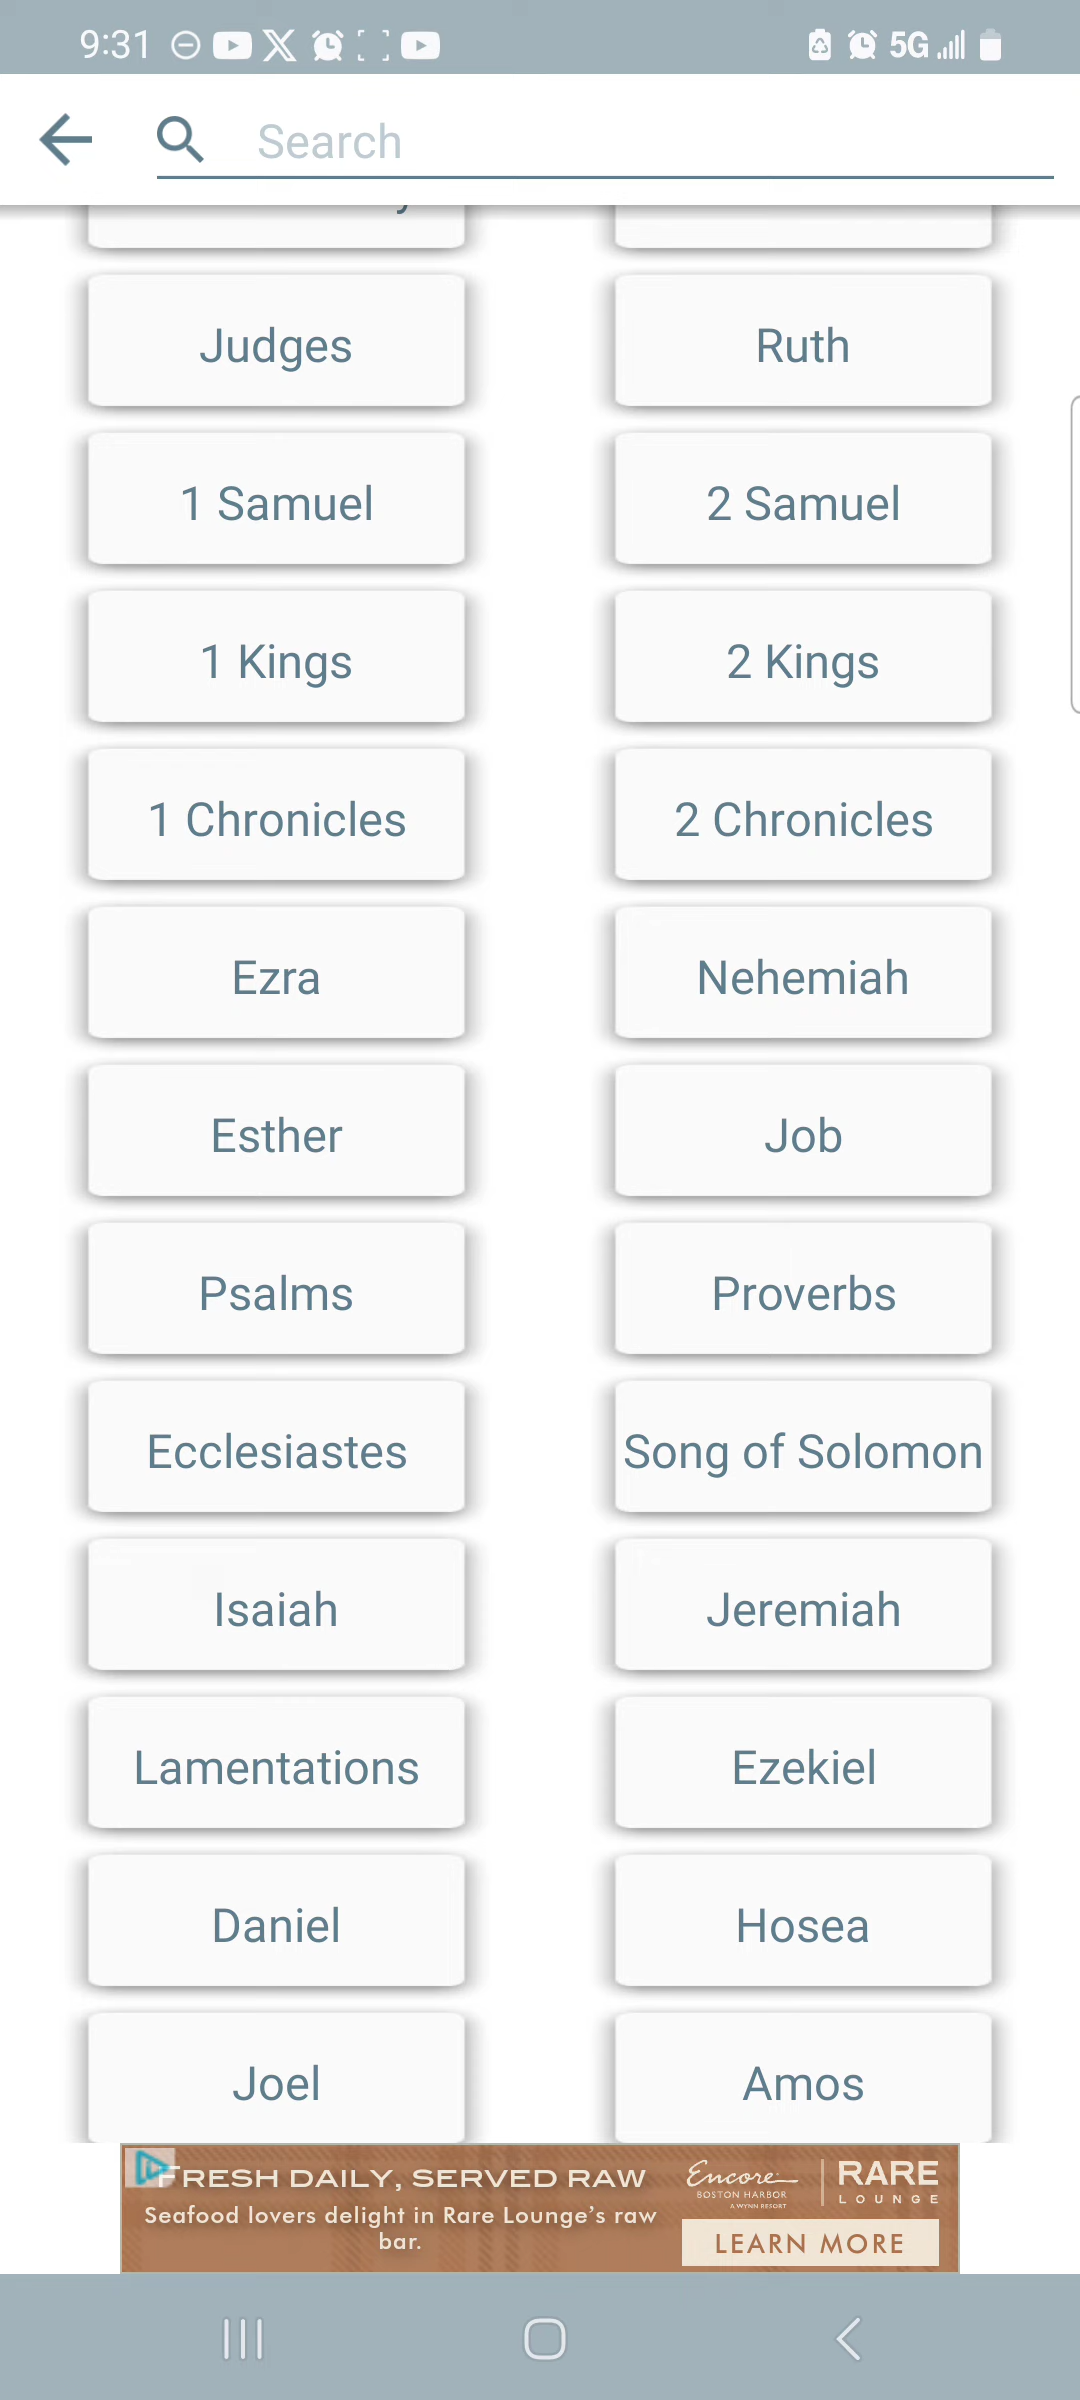 9:31 5G
Search
Judges Ruth
1 Samuel 2 Samuel
1 Kings 2 Kings
1 Chronicles 2 Chronicles
Ezra Nehemiah
Esther Job
Psalms Proverbs
Ecclesiastes Song of Solomon
Isaiah Jeremiah
Lamentations Ezekiel
Daniel Hosea
Joel Amos
FRESH DAILY, SERVED RAW
Seafood lovers delight in Rare Lounge's raw
bar.
Encore
BOSTON HARBOR
A WYNN RESORT
RARE
LOUNGE
LEARN MORE